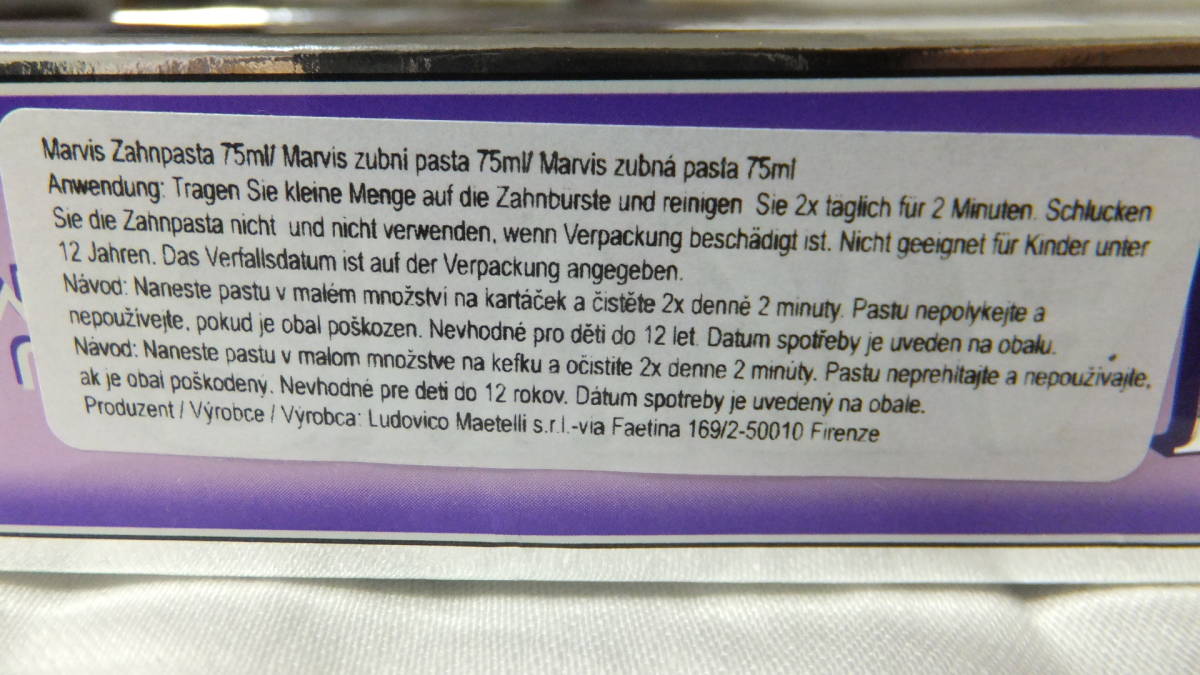 Marvis Zahnpasta 75ml/ Marvis zubni pasta 75ml/ Marvis zubná pasta 75ml
Anwendung: Tragen Sie kleine Menge auf die Zahnburste und reinigen Sie 2x täglich für 2 Minuten. Schlucken
Sie die Zahnpasta nicht und nicht verwenden, wenn Verpackung beschädigt ist. Nicht geeignet für Kinder unter
12 Jahren. Das Verfallsdatum ist auf der Verpackung angegeben.
Návod: Naneste pastu v malém množství na kartáček a čistěte 2x denně 2 minuty. Pastu nepolykejte a
nepoužívejte, pokud je obal poškozen. Nevhodné pro děti do 12 let. Datum spotřeby je uveden na obalu.
Návod: Naneste pastu v malom množstve na kefku a očistite 2x denne 2 minúty. Pastu neprehltajte a nepoužívajte,
ak je obal poškodený. Nevhodné pre deti do 12 rokov. Dátum spotreby je uvedený na obale.
Produzent / Výrobce / Výrobca: Ludovico Maetelli s.r.l.-via Faetina 169/2-50010 Firenze